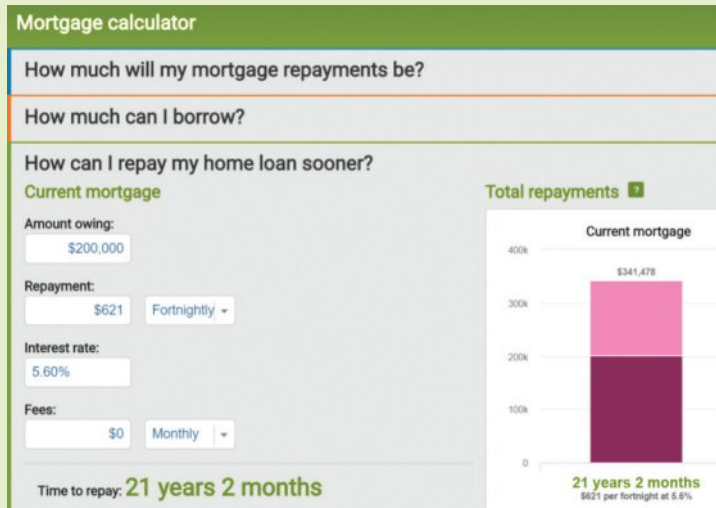 Mortgage calculator
How much will my mortgage repayments be?
How much can I borrow?
How can I repay my home loan sooner?
Current mortgage
Amount owing:
$200,000
Repayment:
$621 Fortnightly
Interest rate:
5.60%
Fees:
$0 Monthly
Time to repay: 21 years 2 months
Total repayments ?
Current mortgage
400k
$341,478
300k
200k
100k
0
21 years 2 months
$621 per fortnight at 5.6%